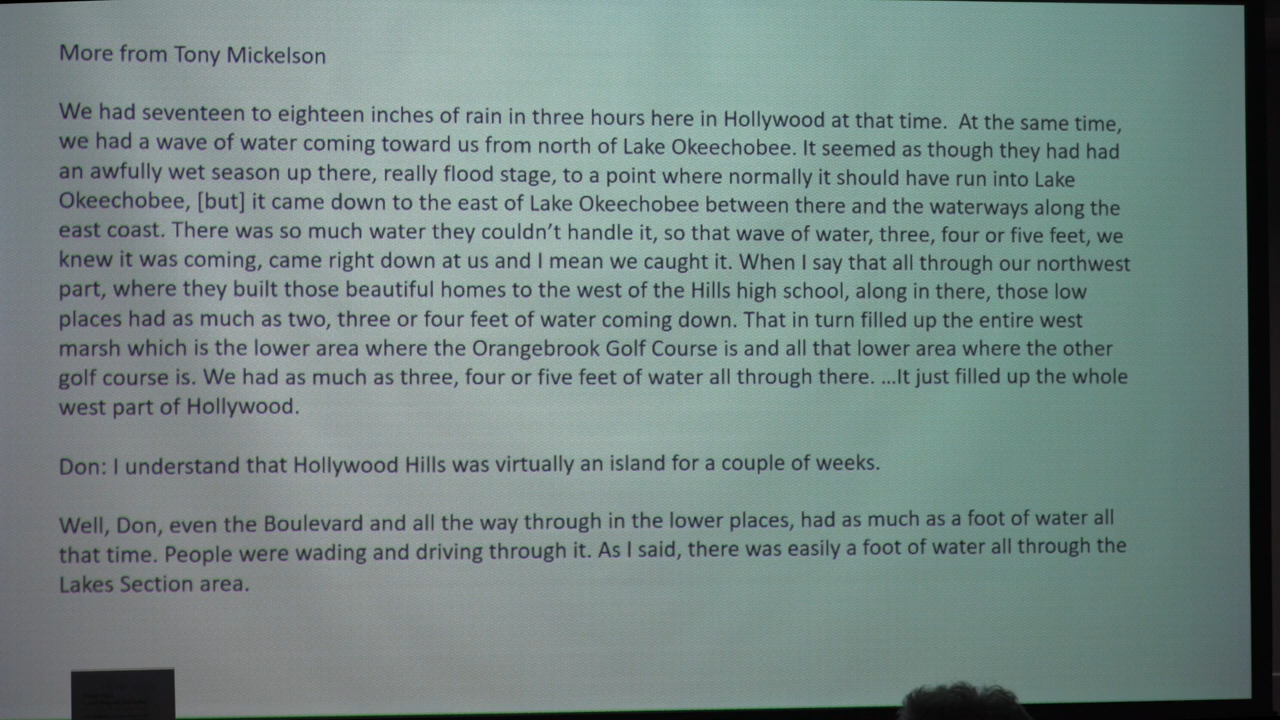 More from Tony Mickelson
We had seventeen to eighteen inches of rain in three hours here in Hollywood at that time.  At the same time,
we had a wave of water coming toward us from north of Lake Okeechobee. It seemed as though they had had
an awfully wet season up there, really flood stage, to a point where normally it should have run into Lake
Okeechobee, [but] it came down to the east of Lake Okeechobee between there and the waterways along the
east coast. There was so much water they couldn't handle it, so that wave of water, three, four or five feet, we
knew it was coming, came right down at us and I mean we caught it. When I say that all through our northwest
part, where they built those beautiful homes to the west of the Hills high school, along in there, those low
places had as much as two, three or four feet of water coming down. That in turn filled up the entire west
marsh which is the lower area where the Orangebrook Golf Course is and all that lower area where the other
golf course is. We had as much as three, four or five feet of water all through there. ...It just filled up the whole
west part of Hollywood.
Don: I understand that Hollywood Hills was virtually an island for a couple of weeks.
Well, Don, even the Boulevard and all the way through in the lower places, had as much as a foot of water all
that time. People were wading and driving through it. As I said, there was easily a foot of water all through the
Lakes Section area.